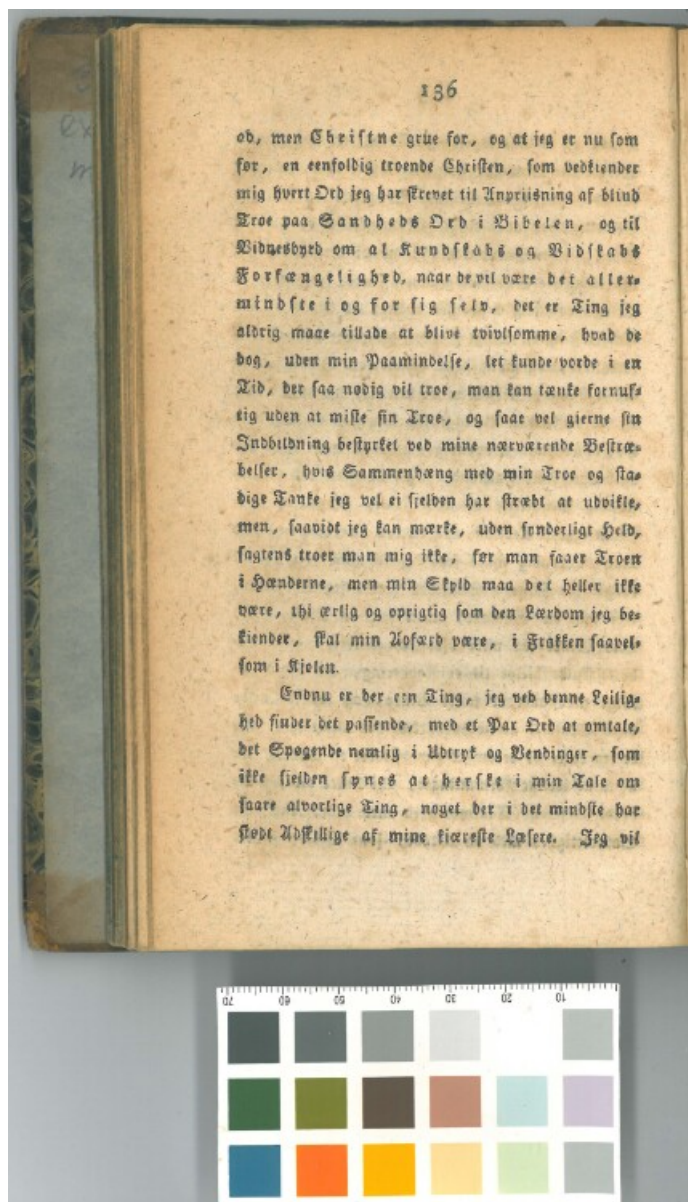 136
ad, men Christne grue for, og at jeg er nu som
før, en eenfoldig troende Christen, som vedkiender
mig hvert Ord jeg har skrevet til Anpriisning af blind
Troe paa Sandheds Ord i Bibelen, og til
Vidnesbyrd om al Kundskabs og Vidskabs
Forfængelighed, naar de vil være det aller-
mindste i og for sig selv, det er Ting jeg
aldrig maae tillade at blive tvivlsomme, hvad de
dog, uden min Paamindelse, let kunde vorde i en
Tid, der saa nødig vil troe, man kan tænke fornuf-
tig uden at miste sin Troe, og saae vel gierne sin
Indbildning bestyrket ved mine nærværende Bestræ-
belser, hvis Sammenhæng med min Troe og sta-
dige Tanke jeg vel ei sjelden har stræbt at udvikle,
men, saavidt jeg kan mærke, uden synderligt Held,
sagtens troer man mig ikke, før man faaer Troen
i Hænderne, men min Skyld maa det heller ikke
være, thi ærlig og oprigtig som den Lærdom jeg be-
kiender, skal min Adfærd være, i Frakken saavel-
som i Kjolen.
Endnu er der een Ting, jeg ved denne Leilig-
hed finder det passende, med et Par Ord at omtale,
det Spøgende nemlig i Udtryk og Vendinger, som
ikke sjelden synes at herske i min Tale om
saare alvorlige Ting, noget der i det mindste har
stødt Adskillige af mine kiæreste Læsere. Jeg vil
70 60 50 40 30 20 10